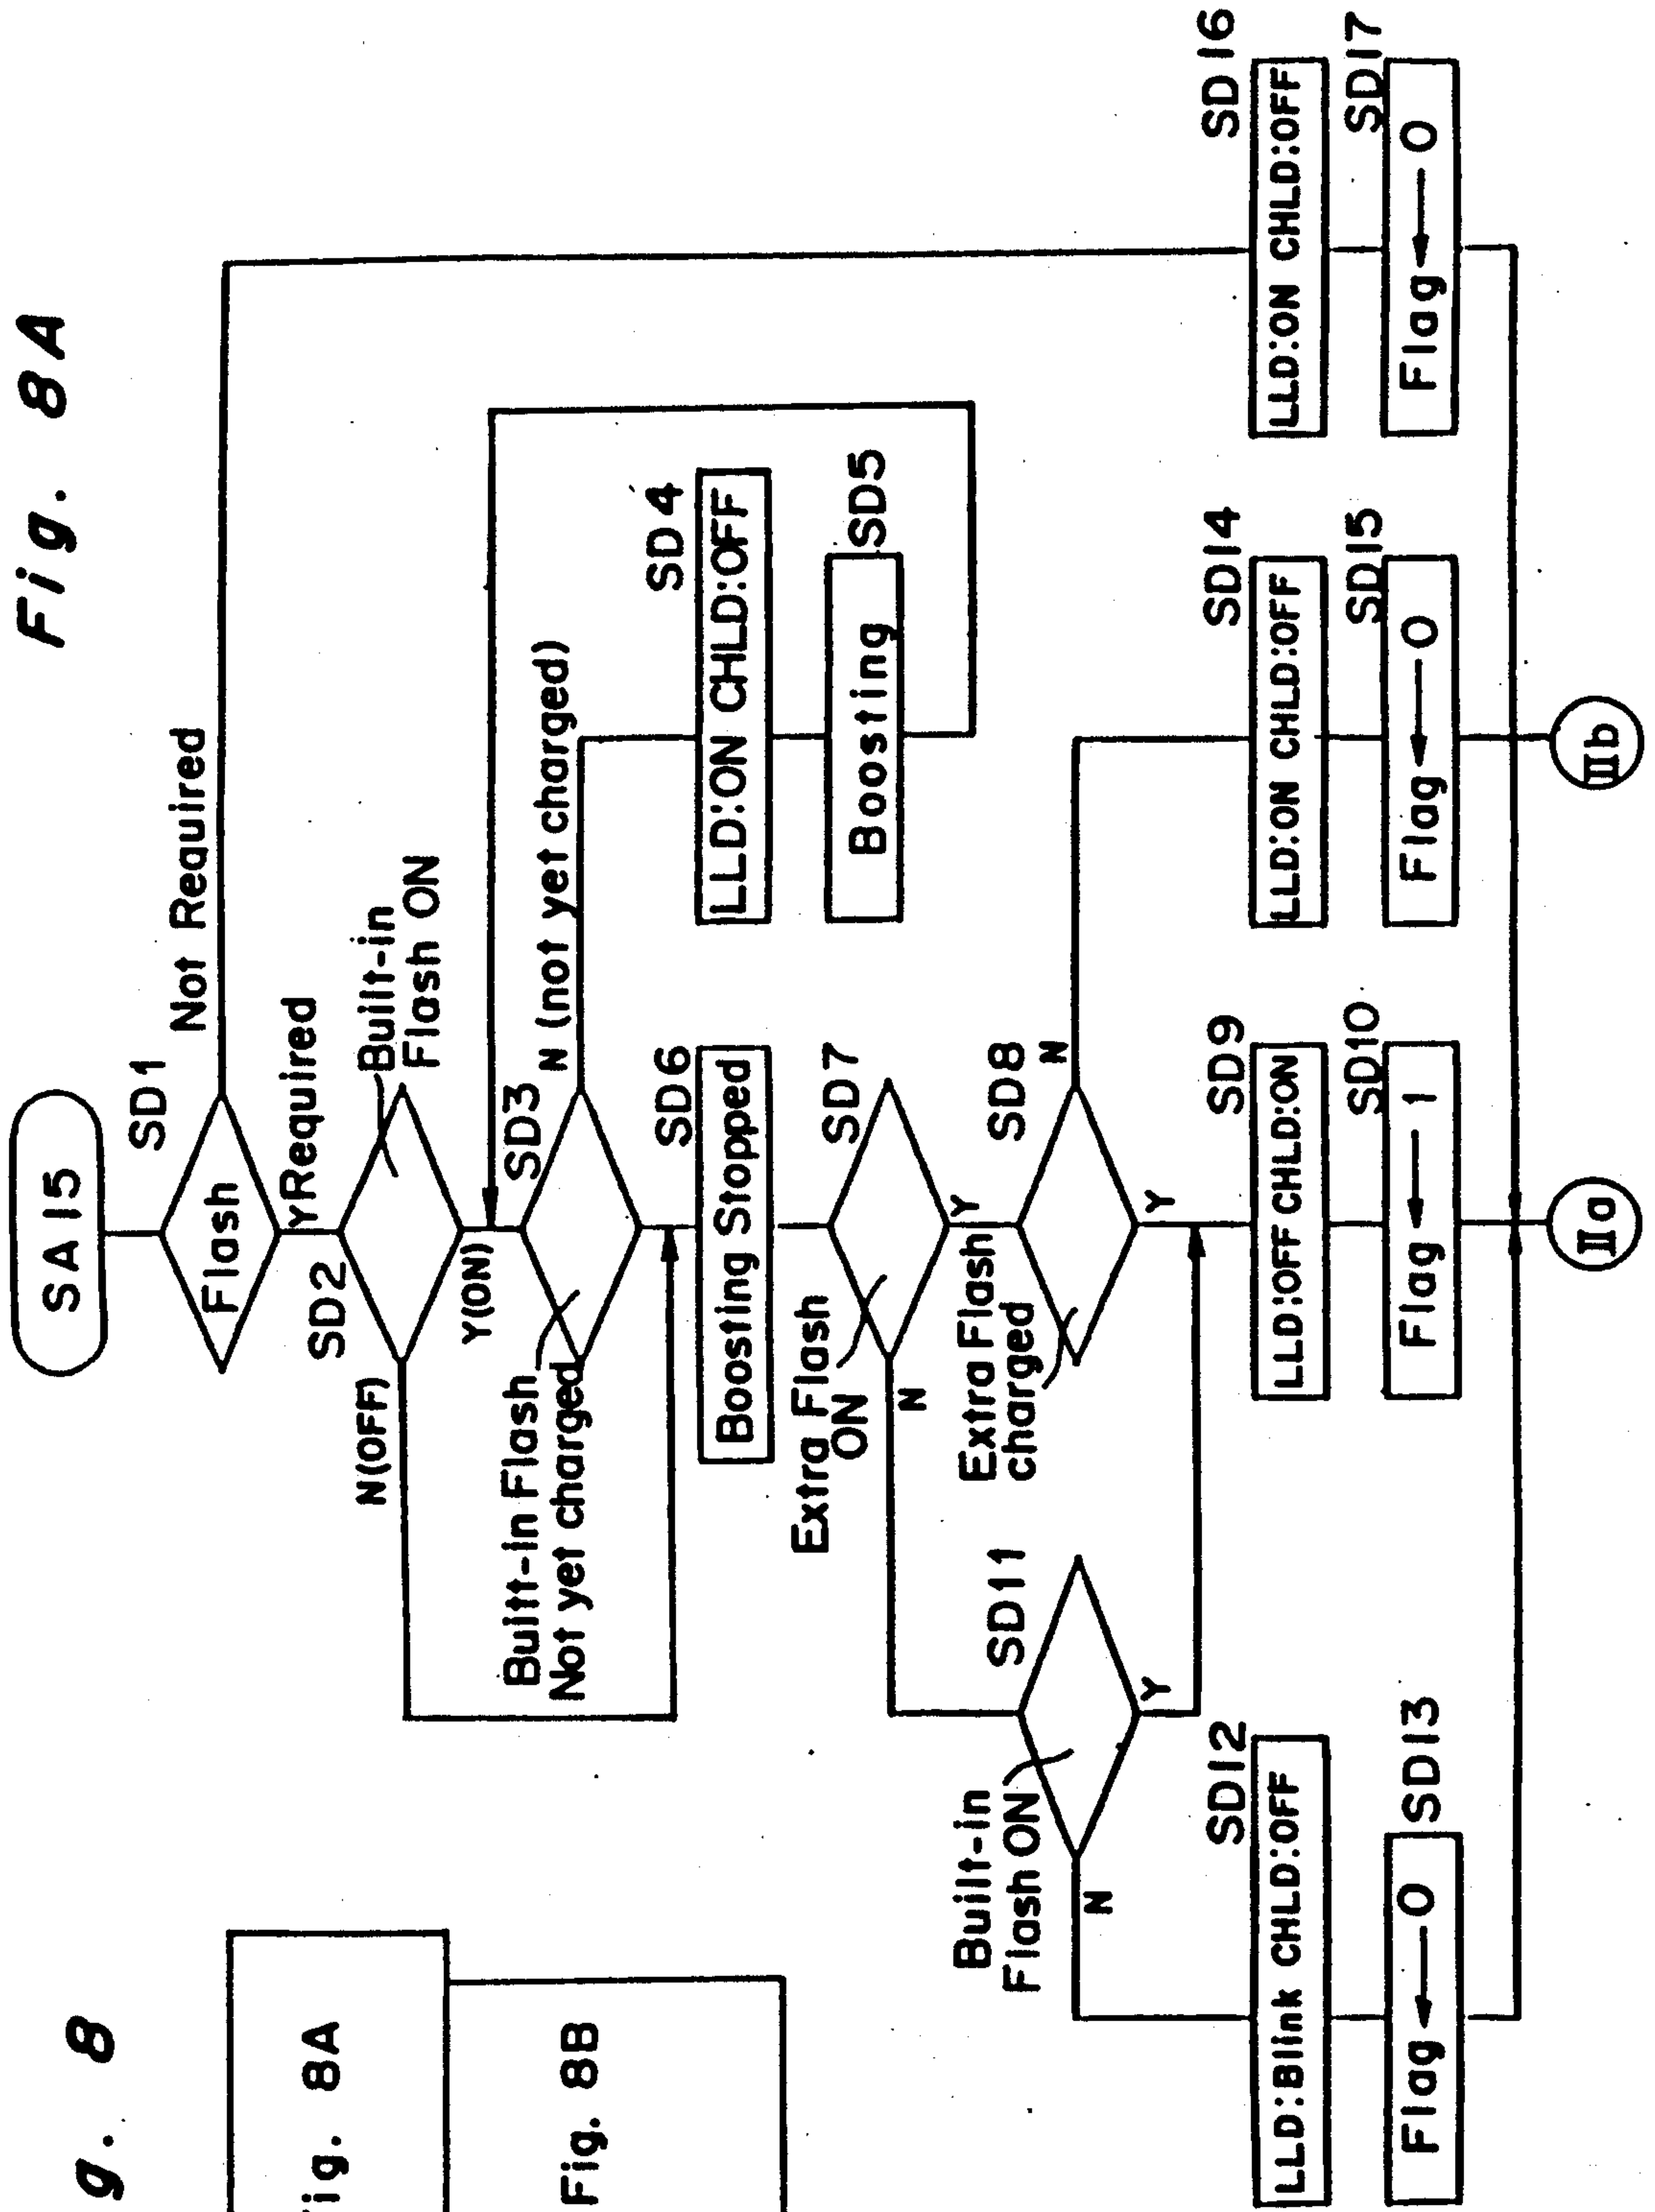 g. 8
ig. 8A
Fig. 8B
Fig. 8A
SA15
SD1
Flash
Not Required
Y Required
SD2
Built-in
Flash ON
N(OFF)
Y(ON)
SD3
N (not yet charged)
Built-in Flash
Not yet charged
SD4
LLD:ON CHLD:OFF
SD5
Boosting
SD6
Boosting Stopped
SD7
Extra Flash
ON
N
Y
SD8
N
Extra Flash
charged
Y
SD11
Built-in
Flash ON
N
Y
SD12
LLD:Blink CHLD:OFF
SD13
Flag ← 0
SD9
LLD:OFF CHLD:ON
SD10
Flag ← 1
SD14
LLD:ON CHLD:OFF
SD15
Flag ← 0
SD16
LLD:ON CHLD:OFF
SD17
Flag ← 0
IIa
IIb